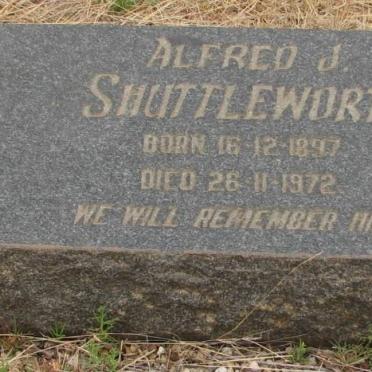 ALFRED J.
SHUTTLEWORT
BORN 16-12-1897
DIED 26-11-1972
WE WILL REMEMBER